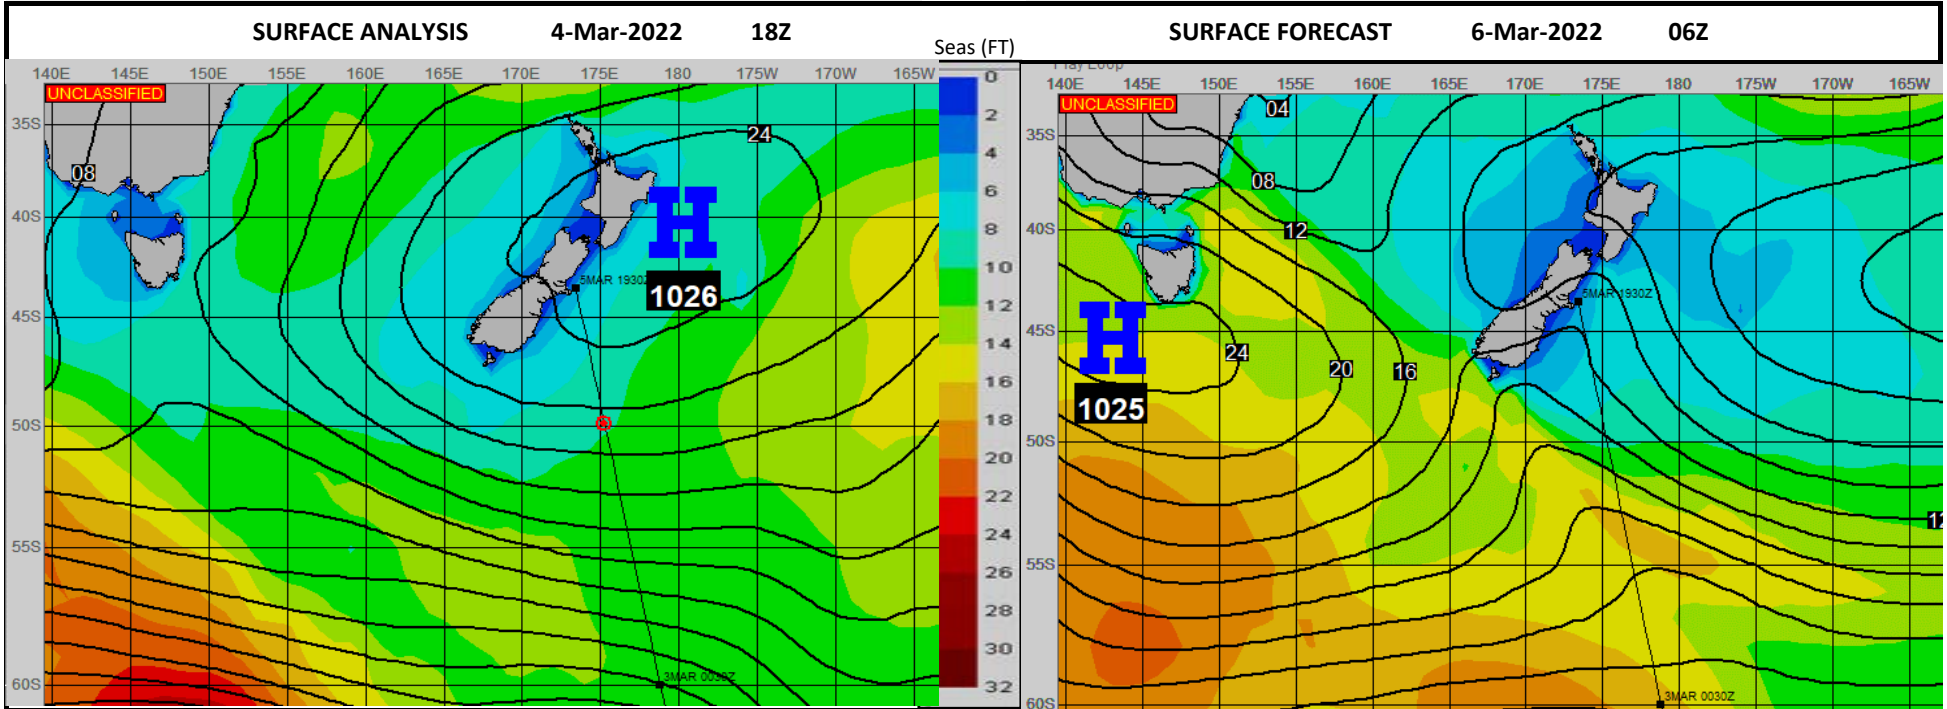 SURFACE ANALYSIS 4-Mar-2022 18Z
SURFACE FORECAST 6-Mar-2022 06Z
Seas (FT)
140E 145E 150E 155E 160E 165E 170E 175E 180 175W 170W 165W
UNCLASSIFIED
35S
24
08
40S
H
5MAR 1930Z
1026
45S
50S
55S
3MAR 0030Z
60S
0
2
4
6
8
10
12
14
16
18
20
22
24
26
28
30
32
Play Loop
140E 145E 150E 155E 160E 165E 170E 175E 180 175W 170W 165W
UNCLASSIFIED
04
35S
08
40S
12
5MAR 1930Z
45S
H
24
20
16
1025
50S
12
55S
3MAR 0030Z
60S